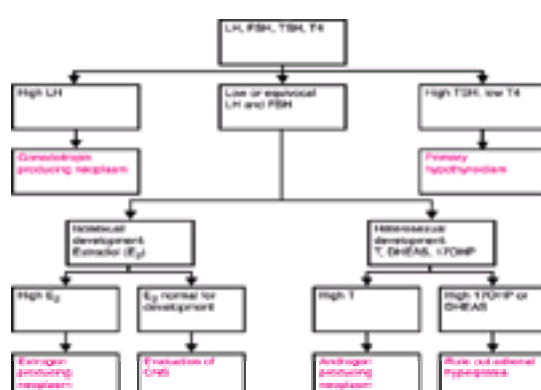 LH, FSH, TSH, T4
High LH
Low or equivocal
LH and FSH
High TSH, low T4
Gonadotropin
producing neoplasm
Primary
hypothyroidism
Isosexual
development:
Estradiol (E2)
Heterosexual
development:
T, DHEAS, 17OHP
High E2
E2 normal for
development
High T
High 17OHP or
DHEAS
Estrogen
producing
neoplasm
Evaluation of
CNS
Androgen
producing
neoplasm
Rule out adrenal
hyperplasia